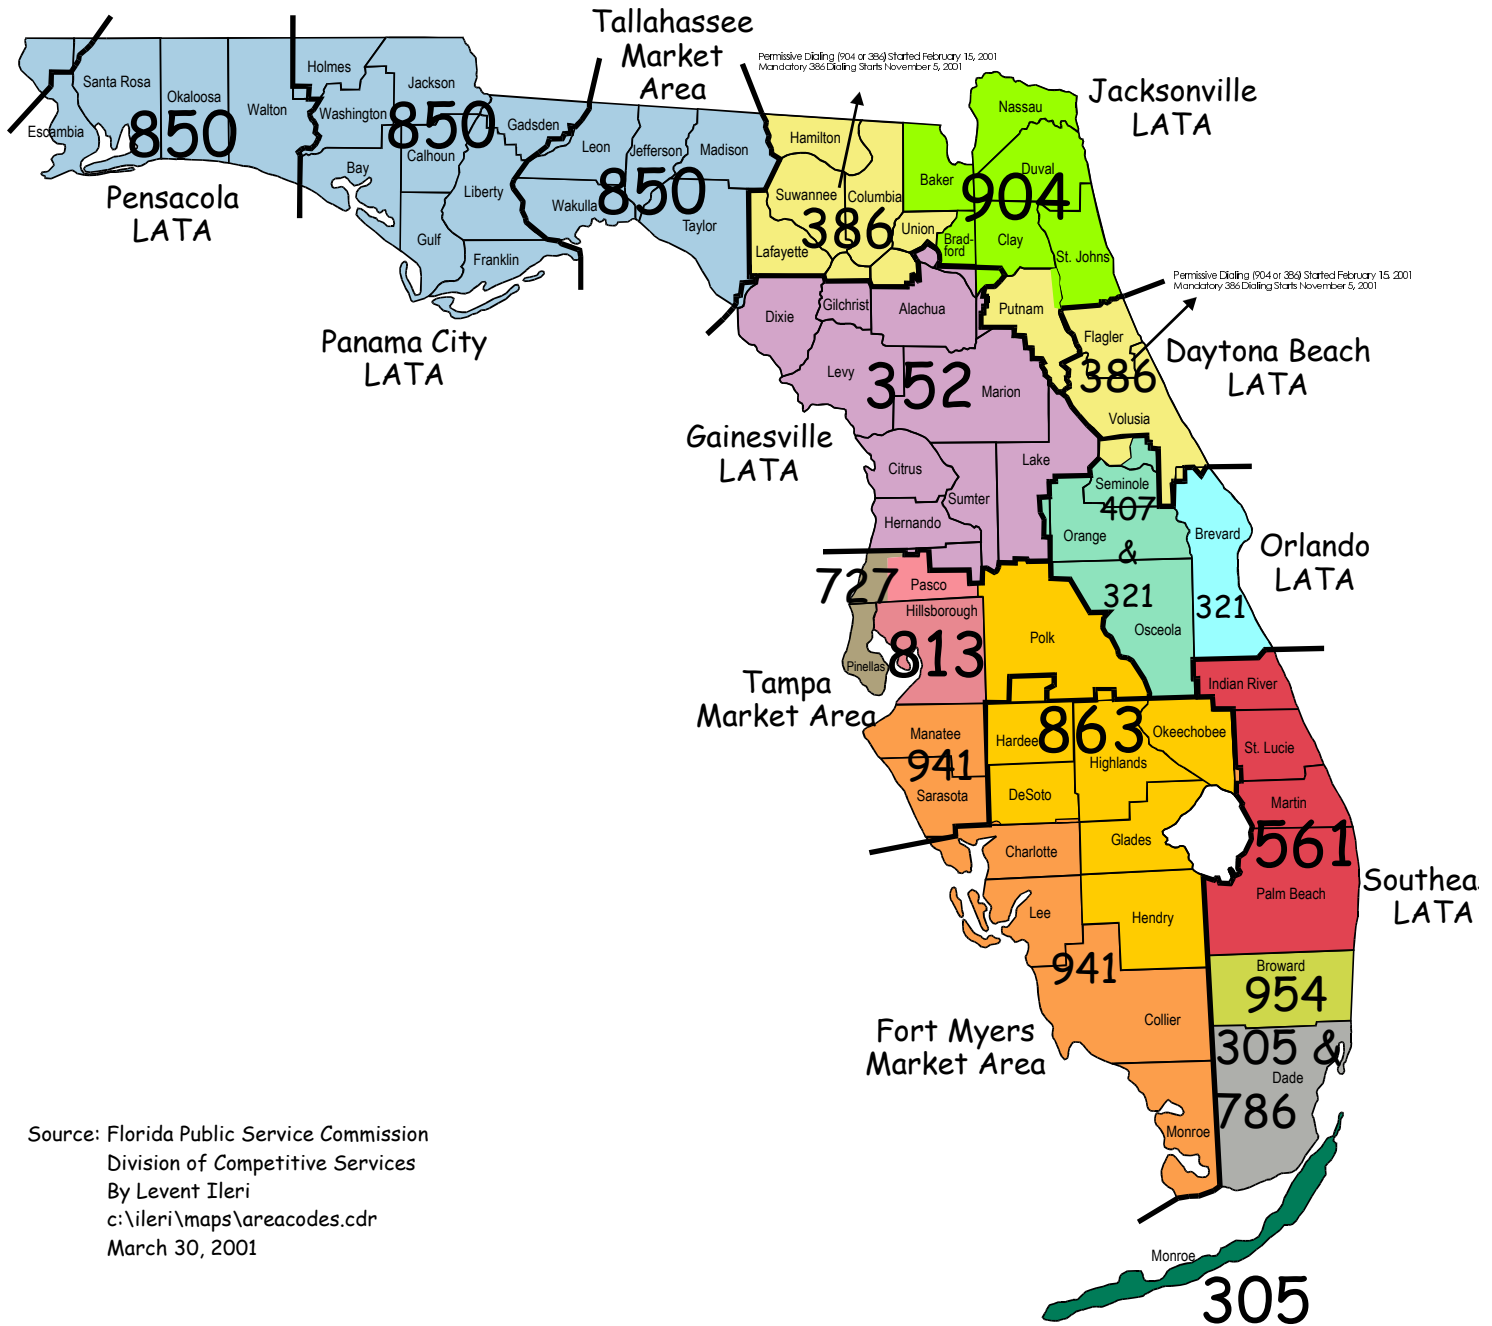 Tallahassee
Market
Area
Permissive Dialing (904 or 386) Started February 15, 2001
Mandatory 386 Dialing Starts November 5, 2001
Jacksonville
LATA
Santa Rosa
Okaloosa
Walton
Holmes
Jackson
Washington
Escambia
850
850
Gadsden
Calhoun
Bay
Liberty
Gulf
Franklin
Leon
Jefferson
Madison
Wakulla
850
Taylor
Pensacola
LATA
Panama City
LATA
Hamilton
Suwannee
Columbia
386
Union
Lafayette
Nassau
Baker
Duval
904
Brad-
ford
Clay
St. Johns
Permissive Dialing (904 or 386) Started February 15, 2001
Mandatory 386 Dialing Starts November 5, 2001
Dixie
Gilchrist
Alachua
Putnam
Flagler
386
Volusia
Daytona Beach
LATA
Levy
352
Marion
Gainesville
LATA
Citrus
Lake
Sumter
Hernando
Seminole
407
Orange
&
321
Osceola
Brevard
321
Orlando
LATA
727
Pasco
Hillsborough
813
Pinellas
Polk
Tampa
Market Area
Indian River
Manatee
941
Sarasota
Hardee
863
Okeechobee
Highlands
DeSoto
St. Lucie
Martin
561
Palm Beach
Southea
LATA
Charlotte
Glades
Lee
Hendry
941
Collier
Broward
954
305 &
Dade
786
Fort Myers
Market Area
Monroe
Monroe
305
Source: Florida Public Service Commission
Division of Competitive Services
By Levent Ileri
c:\ileri\maps\areacodes.cdr
March 30, 2001